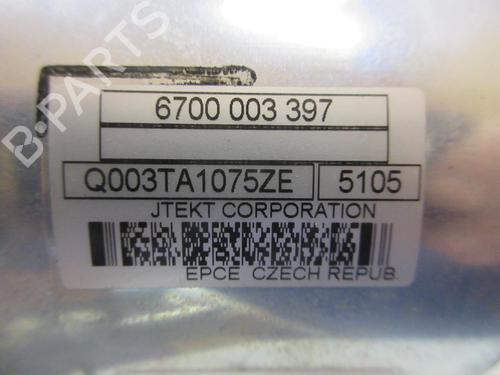 B-PARTS
6700 003 397
Q003TA1075ZE 5105
JTEKT CORPORATION
EPCE CZECH REPUB